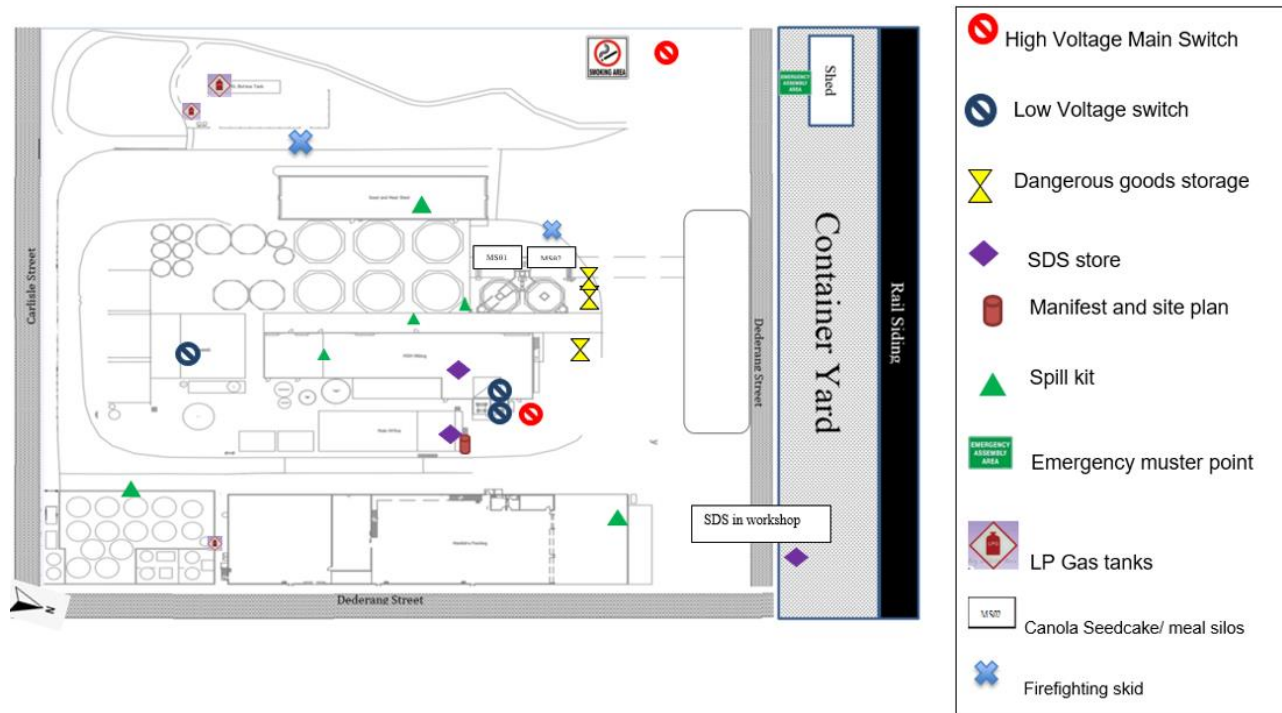 SMOKING AREA
EMERGENCY
ASSEMBLY
AREA
Shed
Carlisle Street
MS01
MS02
Container Yard
Rail Siding
Dederang Street
SDS in workshop
Dederang Street
N
High Voltage Main Switch
Low Voltage switch
Dangerous goods storage
SDS store
Manifest and site plan
Spill kit
EMERGENCY
ASSEMBLY
AREA
Emergency muster point
LP Gas tanks
MS02
Canola Seedcake/ meal silos
Firefighting skid